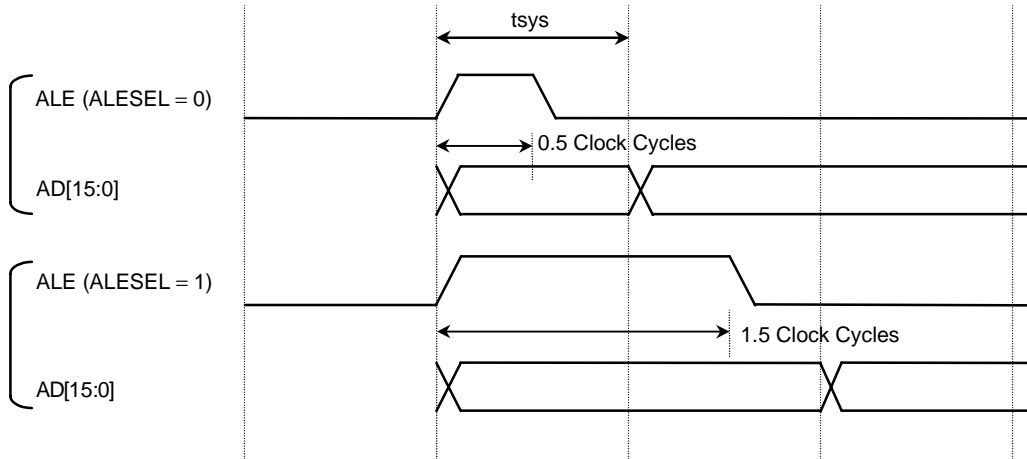 tsys
ALE (ALESEL = 0)
0.5 Clock Cycles
AD[15:0]
ALE (ALESEL = 1)
1.5 Clock Cycles
AD[15:0]